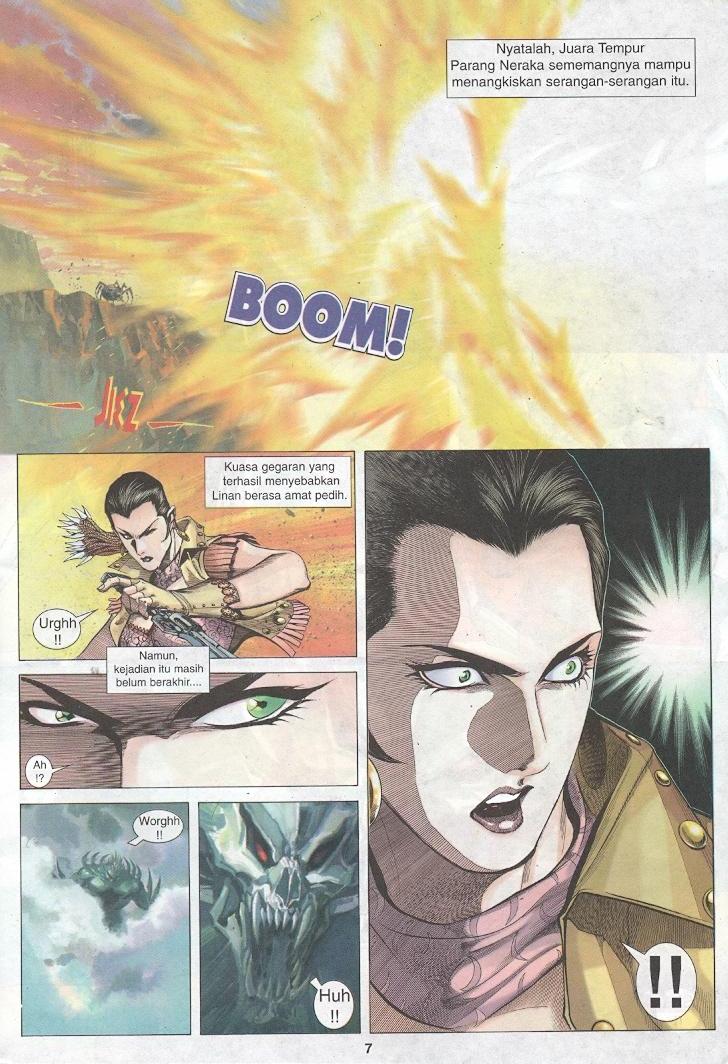 Nyatalah, Juara Tempur
Parang Neraka sememangnya mampu
menangkiskan serangan-serangan itu.
BOOM!
JIEZ
Kuasa gegaran yang
terhasil menyebabkan
Linan berasa amat pedih.
Urghh
!!
Namun,
kejadian itu masih
belum berakhir....
Ah
!?
Worghh
!!
Huh
!!
!!
7